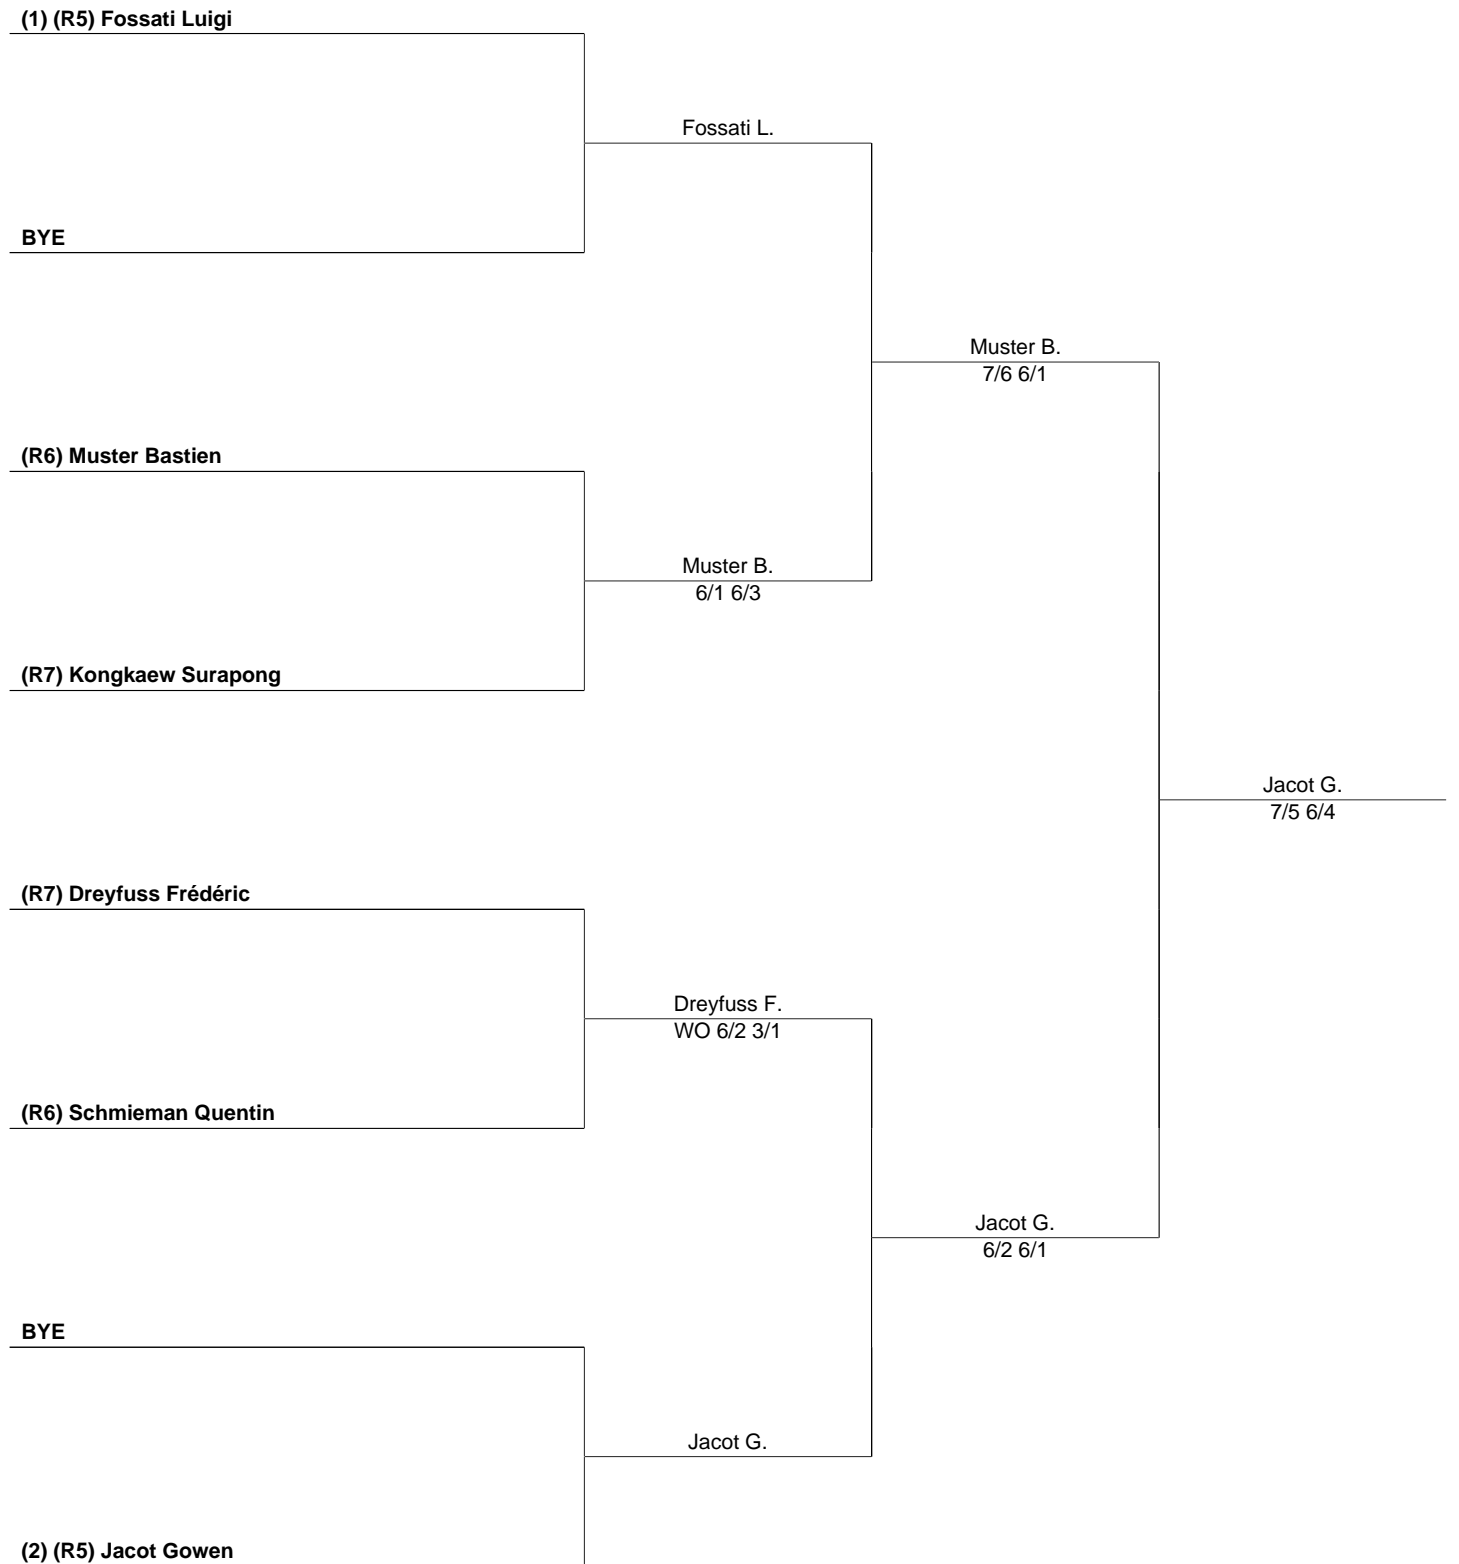 (1) (R5) Fossati Luigi
Fossati L.
BYE
Muster B.
7/6 6/1
(R6) Muster Bastien
Muster B.
6/1 6/3
(R7) Kongkaew Surapong
Jacot G.
7/5 6/4
(R7) Dreyfuss Frédéric
Dreyfuss F.
WO 6/2 3/1
(R6) Schmieman Quentin
Jacot G.
6/2 6/1
BYE
Jacot G.
(2) (R5) Jacot Gowen